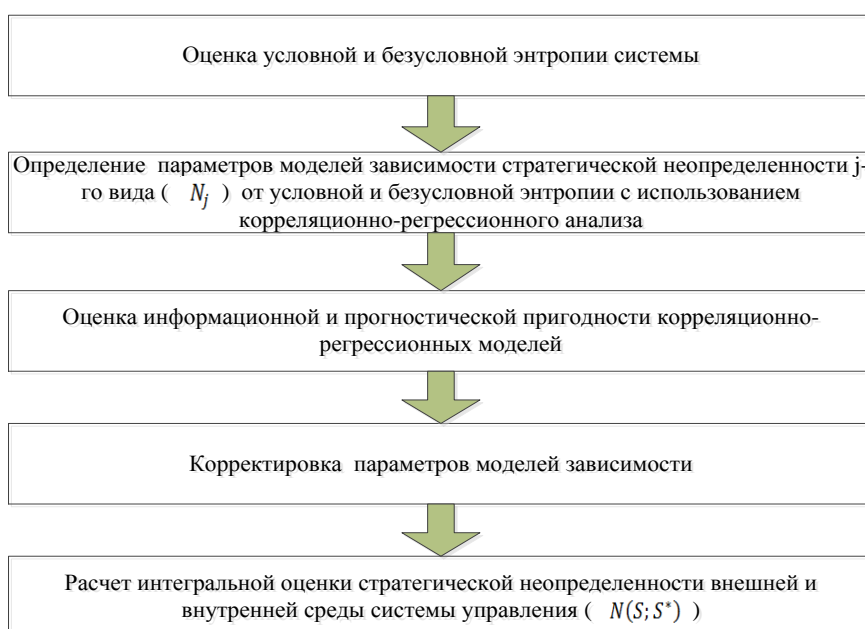 Оценка условной и безусловной энтропии системы
Определение параметров моделей зависимости стратегической неопределенности j-
го вида ( N_j ) от условной и безусловной энтропии с использованием
корреляционно-регрессионного анализа
Оценка информационной и прогностической пригодности корреляционно-
регрессионных моделей
Корректировка параметров моделей зависимости
Расчет интегральной оценки стратегической неопределенности внешней и
внутренней среды системы управления ( N(S;S*) )